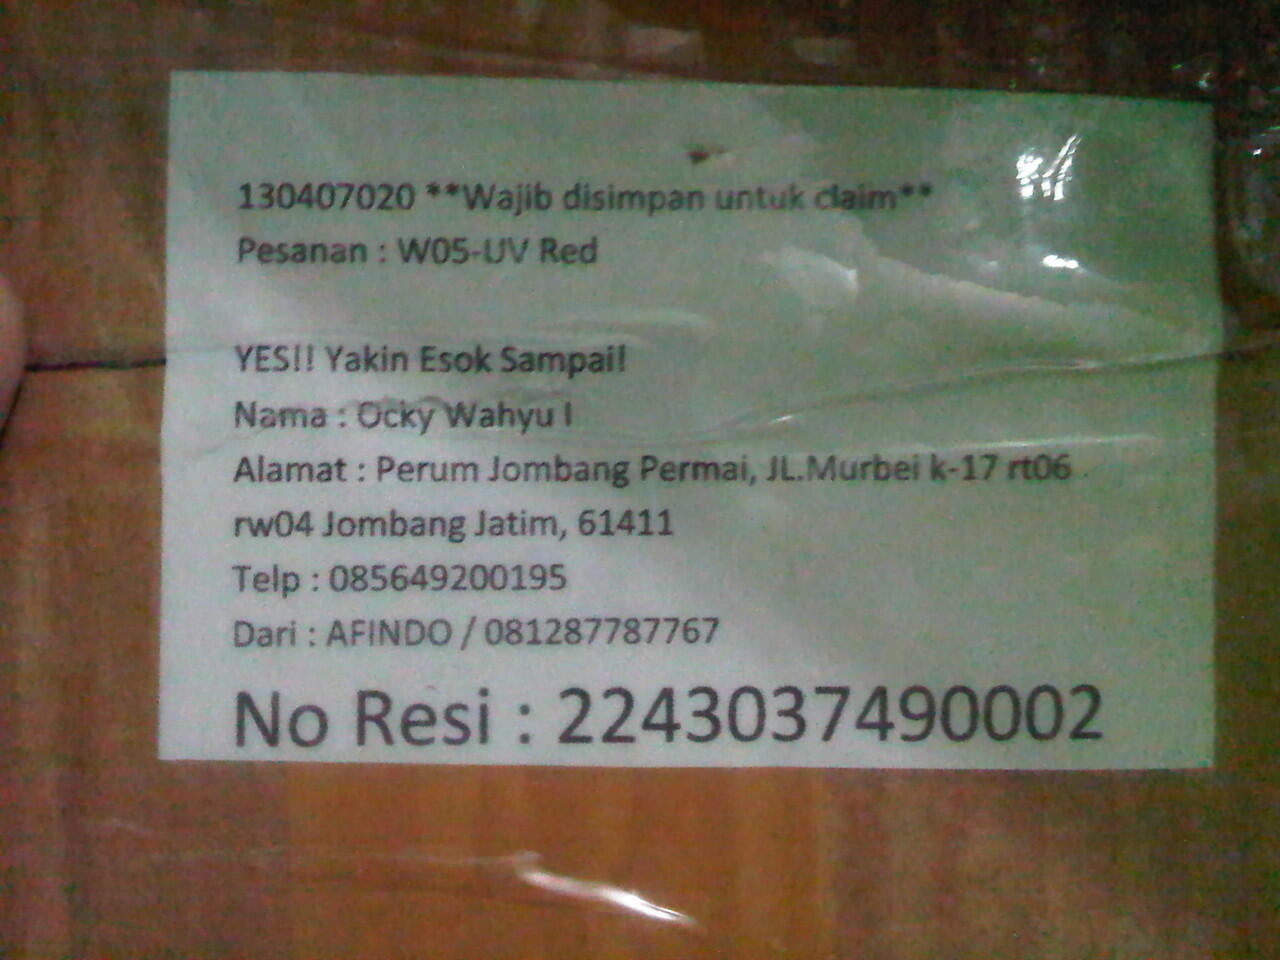 130407020 **Wajib disimpan untuk claim**
Pesanan : W05-UV Red
YES!! Yakin Esok Sampai!
Nama : Ocky Wahyu I
Alamat : Perum Jombang Permai, JL.Murbei k-17 rt06
rw04 Jombang Jatim, 61411
Telp : 085649200195
Dari : AFINDO / 081287787767
No Resi : 2243037490002